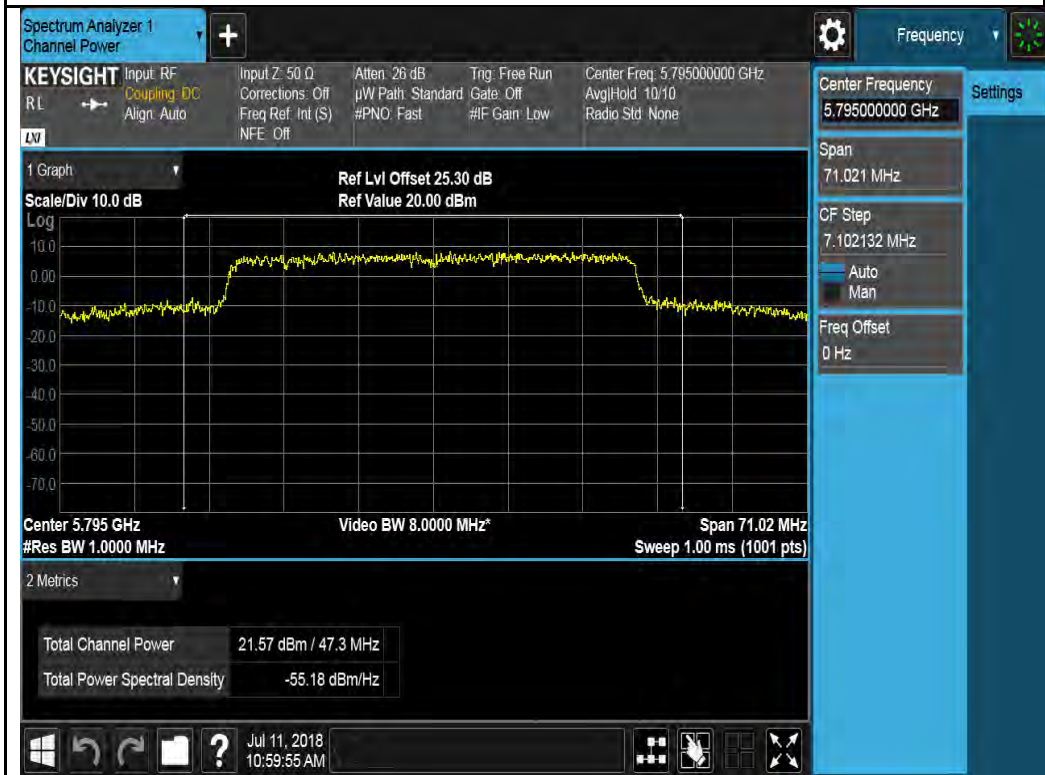 Spectrum Analyzer 1
Channel Power
+
Frequency
KEYSIGHT
RL
LXI
Input: RF
Coupling: DC
Align: Auto
Input Z: 50 Ω
Corrections: Off
Freq Ref: Int (S)
NFE: Off
Atten: 26 dB
µW Path: Standard
#PNO: Fast
Trig: Free Run
Gate: Off
#IF Gain: Low
Center Freq: 5.795000000 GHz
Avg|Hold: 10/10
Radio Std: None
Center Frequency
5.795000000 GHz
Settings
Span
71.021 MHz
CF Step
7.102132 MHz
Auto
Man
Freq Offset
0 Hz
1 Graph
Scale/Div 10.0 dB
Ref Lvl Offset 25.30 dB
Ref Value 20.00 dBm
Log
10.0
0.00
-10.0
-20.0
-30.0
-40.0
-50.0
-60.0
-70.0
Center 5.795 GHz
#Res BW 1.0000 MHz
Video BW 8.0000 MHz*
Span 71.02 MHz
Sweep 1.00 ms (1001 pts)
2 Metrics
Total Channel Power 21.57 dBm / 47.3 MHz
Total Power Spectral Density -55.18 dBm/Hz
?
Jul 11, 2018
10:59:55 AM